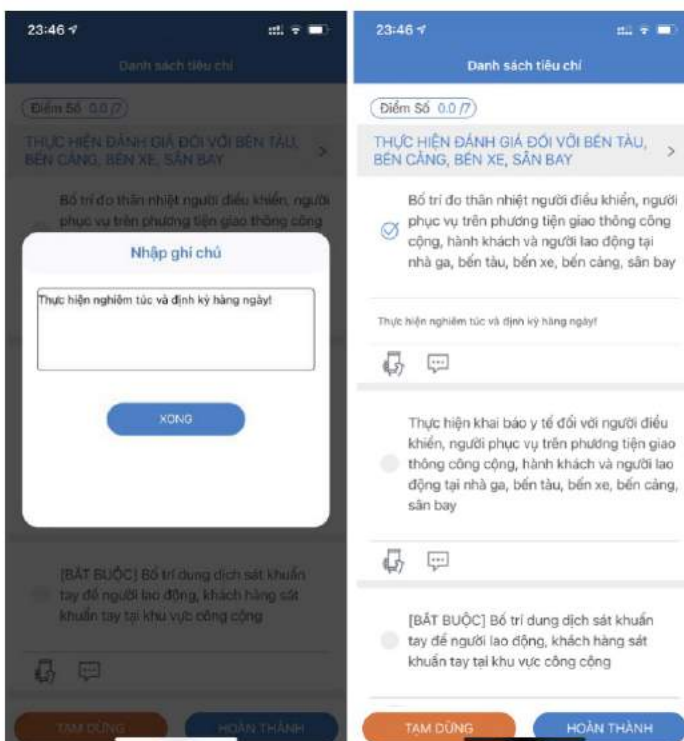 23:46
Danh sách tiêu chí
Điểm Số 0.0 /7
THỰC HIỆN ĐÁNH GIÁ ĐỐI VỚI BẾN TÀU,
BẾN CẢNG, BẾN XE, SÂN BAY
Bố trí đo thân nhiệt người điều khiển, người
phục vụ trên phương tiện giao thông công
Nhập ghi chú
Thực hiện nghiêm túc và định kỳ hàng ngày!
XONG
[BẮT BUỘC] Bố trí dung dịch sát khuẩn
tay để người lao động, khách hàng sát
khuẩn tay tại khu vực công cộng
TẠM DỪNG
HOÀN THÀNH
23:46
Danh sách tiêu chí
Điểm Số 0.0 /7
THỰC HIỆN ĐÁNH GIÁ ĐỐI VỚI BẾN TÀU,
BẾN CẢNG, BẾN XE, SÂN BAY
Bố trí đo thân nhiệt người điều khiển, người
phục vụ trên phương tiện giao thông công
cộng, hành khách và người lao động tại
nhà ga, bến tàu, bến xe, bến cảng, sân bay
Thực hiện nghiêm túc và định kỳ hàng ngày!
Thực hiện khai báo y tế đối với người điều
khiển, người phục vụ trên phương tiện giao
thông công cộng, hành khách và người lao
động tại nhà ga, bến tàu, bến xe, bến cảng,
sân bay
[BẮT BUỘC] Bố trí dung dịch sát khuẩn
tay để người lao động, khách hàng sát
khuẩn tay tại khu vực công cộng
TẠM DỪNG
HOÀN THÀNH